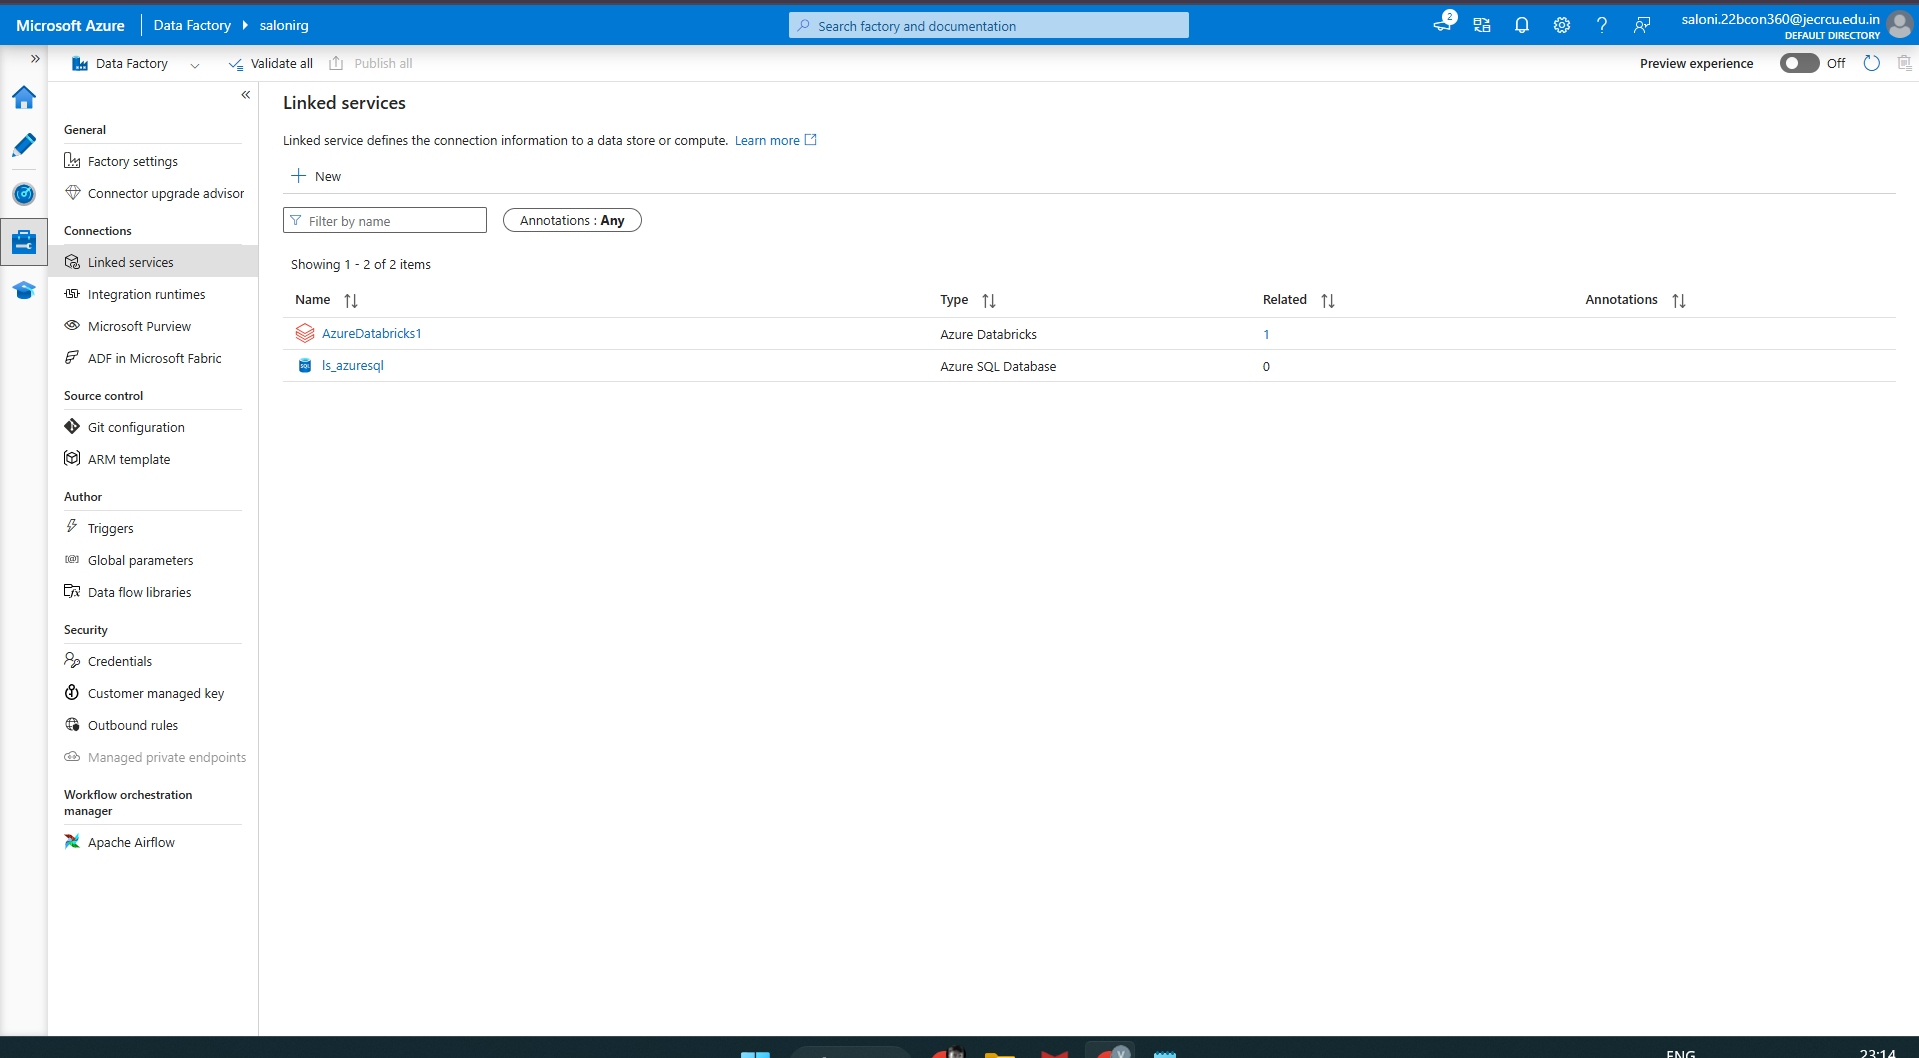 Microsoft Azure
Data Factory
salonirg
Search factory and documentation
2
saloni.22bcon360@jecrcu.edu.in
DEFAULT DIRECTORY
Data Factory
Validate all
Publish all
Preview experience
Off
General
Factory settings
Connector upgrade advisor
Connections
Linked services
Integration runtimes
Microsoft Purview
ADF in Microsoft Fabric
Source control
Git configuration
ARM template
Author
Triggers
Global parameters
Data flow libraries
Security
Credentials
Customer managed key
Outbound rules
Managed private endpoints
Workflow orchestration
manager
Apache Airflow
Linked services
Linked service defines the connection information to a data store or compute. Learn more
New
Filter by name
Annotations : Any
Showing 1 - 2 of 2 items
Name Type Related Annotations
AzureDatabricks1 Azure Databricks 1
SQL ls_azuresql Azure SQL Database 0
V
ENG
23:14